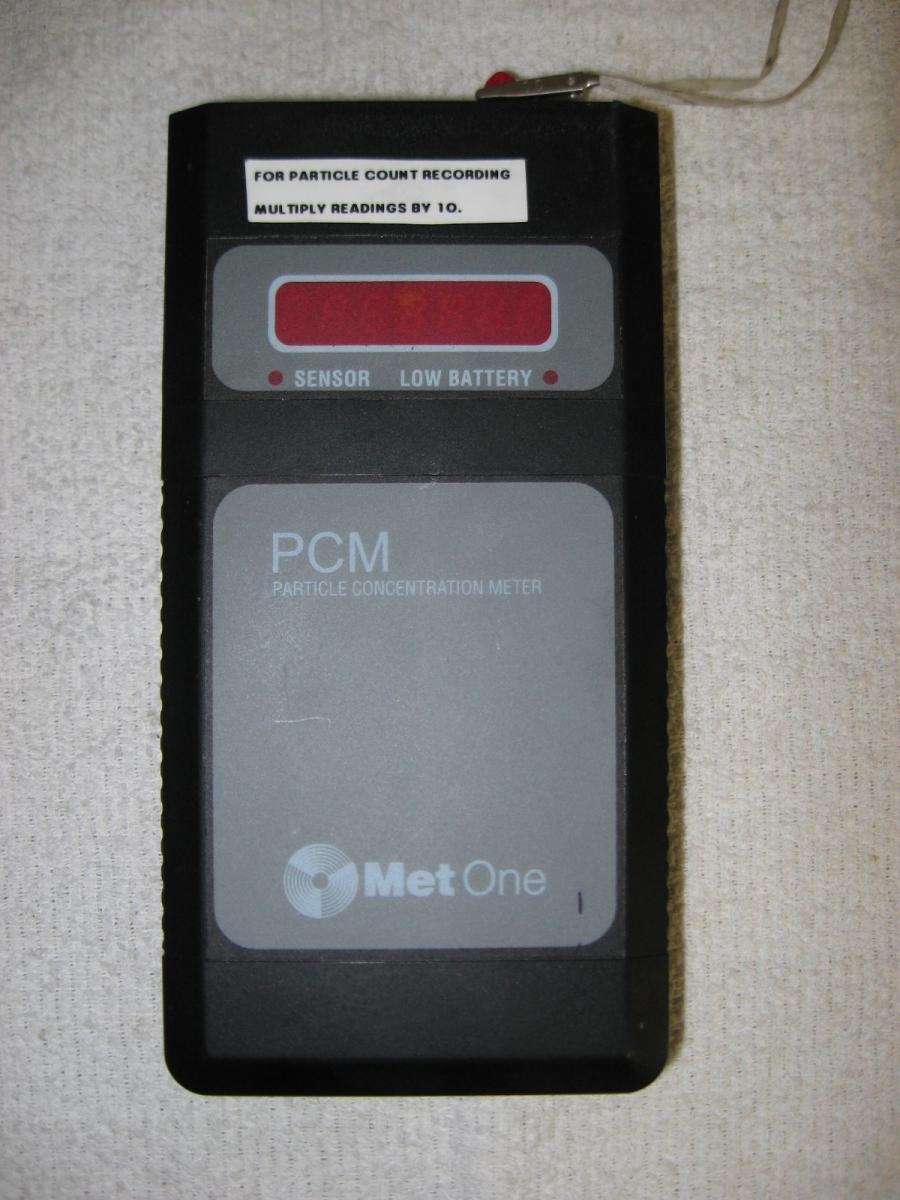 FOR PARTICLE COUNT RECORDING
MULTIPLY READINGS BY 10.
SENSOR LOW BATTERY
PCM
PARTICLE CONCENTRATION METER
Met One